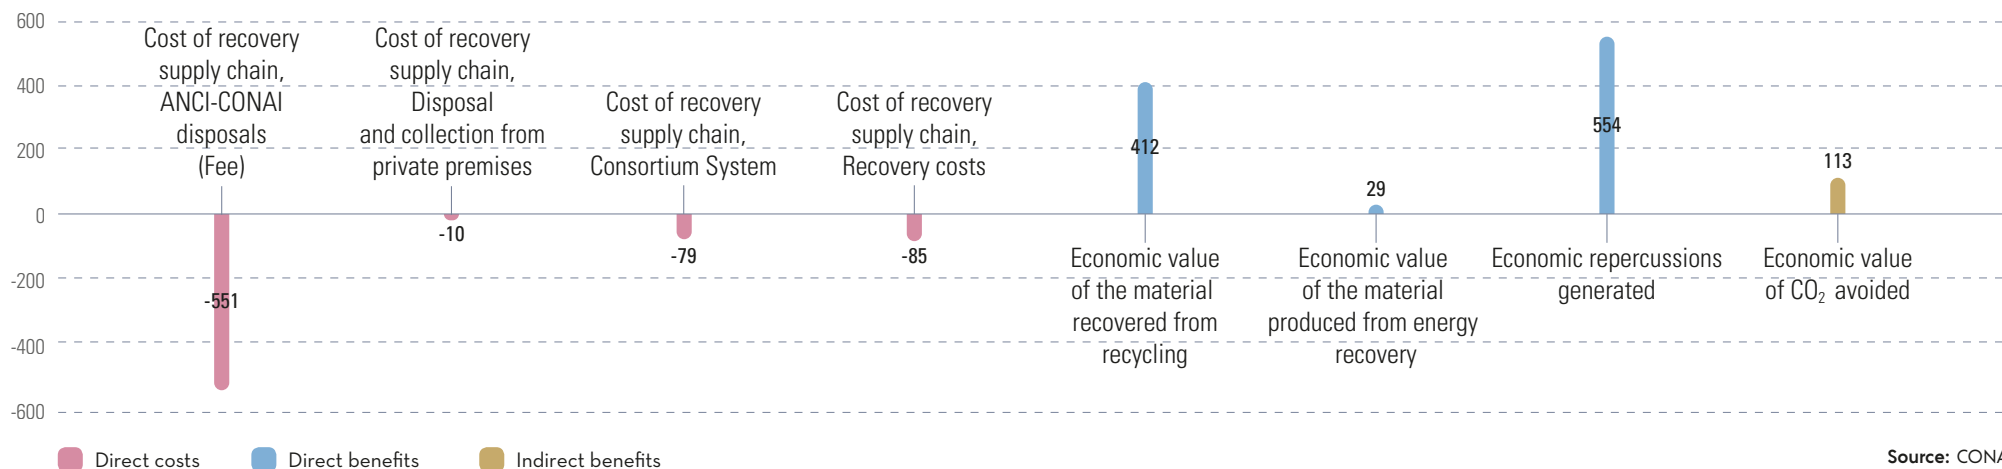 600
400
200
0
-200
-400
-600
Cost of recovery
supply chain,
ANCI-CONAI
disposals
(Fee)
-551
Cost of recovery
supply chain,
Disposal
and collection from
private premises
-10
Cost of recovery
supply chain,
Consortium System
-79
Cost of recovery
supply chain,
Recovery costs
-85
412
Economic value
of the material
recovered from
recycling
29
Economic value
of the material
produced from energy
recovery
554
Economic repercussions
generated
113
Economic value
of CO₂ avoided
Direct costs
Direct benefits
Indirect benefits
Source: CONA